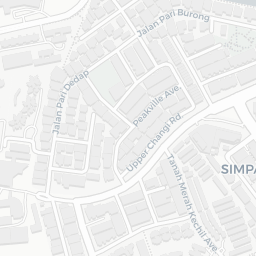 Jalan Pari Burong
Jalan Pari Dedap
Peakville Ave
Upper Changi Rd
SIMPA
Tanah Merah Kechil Ave